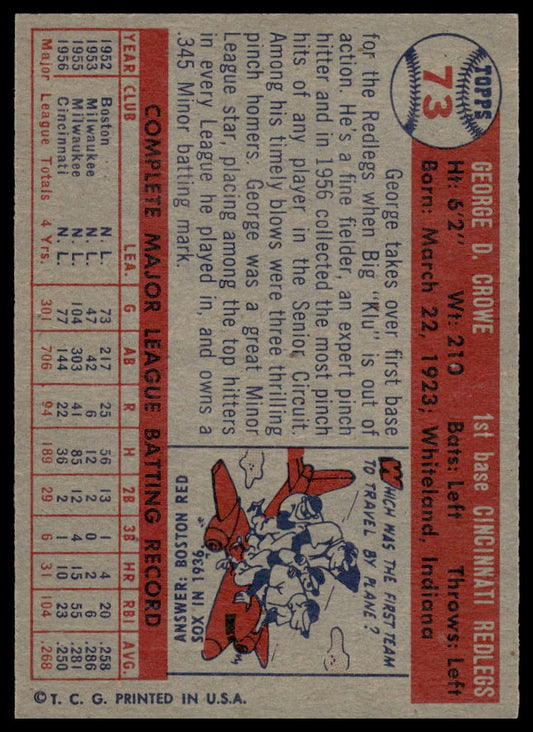 TOPPS
73
GEORGE D. CROWE 1st base CINCINNATI REDLEGS
Ht: 6'2" Wt: 210 Bats: Left Throws: Left
Born: March 22, 1923; Whiteland, Indiana
George takes over first base
for the Redlegs when Big "Klu" is out of
action. He's a fine fielder, an expert pinch
hitter and in 1956 collected the most pinch
hits of any player in the Senior Circuit.
Among his timely blows were three thrilling
pinch homers. George was a great Minor
League star, placing among the top hitters
in every League he played in, and owns a
.345 Minor batting mark.
WHICH WAS THE FIRST TEAM
TO TRAVEL BY PLANE?
ANSWER: BOSTON RED
SOX IN 1936
COMPLETE MAJOR LEAGUE BATTING RECORD
YEAR CLUB LEA G AB R H 2B 3B HR RBI AVG.
1952 Boston N. L. 73 217 25 56 13 1 4 20 .258
1953 Milwaukee N. L. 47 42 6 12 2 0 2 6 .286
1955 Milwaukee N. L. 104 303 41 85 12 4 15 55 .281
1956 Cincinnati N. L. 77 144 22 36 2 1 10 23 .250
Major League Totals 4 Yrs. 301 706 94 189 29 6 31 104 .268
© T. C. G. PRINTED IN U.S.A.